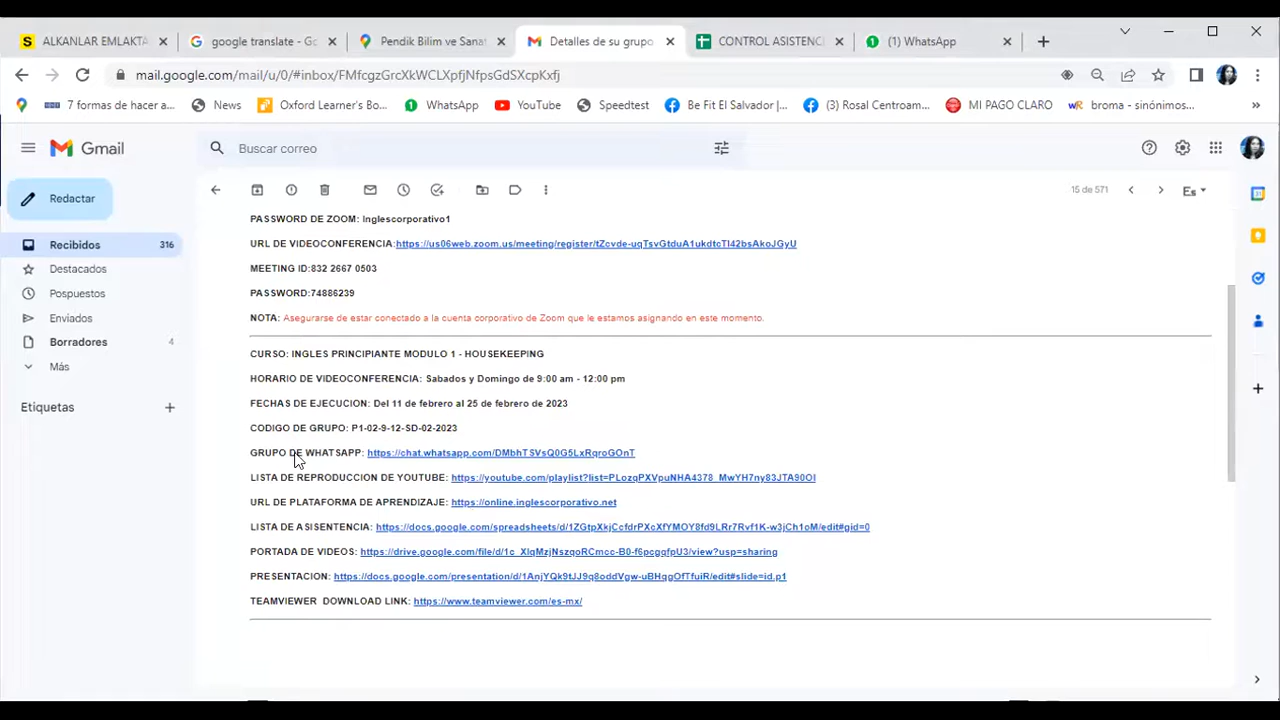 ALKANLAR EMLAKTA
google translate - Go
Pendik Bilim ve Sanat
Detalles de su grupo
CONTROL ASISTENC
(1) WhatsApp
mail.google.com/mail/u/0/#inbox/FMfcgzGrcXkWCLXpfjNfpsGdSXcpKxfj
7 formas de hacer a...
News
Oxford Learner's Bo...
WhatsApp
YouTube
Speedtest
Be Fit El Salvador |...
(3) Rosal Centroam...
MI PAGO CLARO
broma - sinónimos...
Gmail
Buscar correo
Redactar
15 de 571
Es
Recibidos 316
Destacados
Pospuestos
Enviados
Borradores 4
Más
Etiquetas
PASSWORD DE ZOOM: Inglescorporativo1
URL DE VIDEOCONFERENCIA:https://us06web.zoom.us/meeting/register/tZcvde-uqTsvGtduA1ukdtcTI42bsAkoJGyU
MEETING ID:832 2667 0503
PASSWORD:74886239
NOTA: Asegurarse de estar conectado a la cuenta corporativo de Zoom que le estamos asignando en este momento.
CURSO: INGLES PRINCIPIANTE MODULO 1 - HOUSEKEEPING
HORARIO DE VIDEOCONFERENCIA: Sabados y Domingo de 9:00 am - 12:00 pm
FECHAS DE EJECUCION: Del 11 de febrero al 25 de febrero de 2023
CODIGO DE GRUPO: P1-02-9-12-SD-02-2023
GRUPO DE WHATSAPP: https://chat.whatsapp.com/DMbhTSVsQ0G5LxRqroGOnT
LISTA DE REPRODUCCION DE YOUTUBE: https://youtube.com/playlist?list=PLozqPXVpuNHA4378_MwYH7ny83JTA90OI
URL DE PLATAFORMA DE APRENDIZAJE: https://online.inglescorporativo.net
LISTA DE ASISENTENCIA: https://docs.google.com/spreadsheets/d/1ZGtpXkjCcfdrPXcXfYMOY8fd9LRr7Rvf1K-w3jCh1oM/edit#gid=0
PORTADA DE VIDEOS: https://drive.google.com/file/d/1c_XlqMzjNszqoRCmcc-B0-f6pcgqfpU3/view?usp=sharing
PRESENTACION: https://docs.google.com/presentation/d/1AnjYQk9tJJ9q8oddVgw-uBHqgOfTfuiR/edit#slide=id.p1
TEAMVIEWER DOWNLOAD LINK: https://www.teamviewer.com/es-mx/